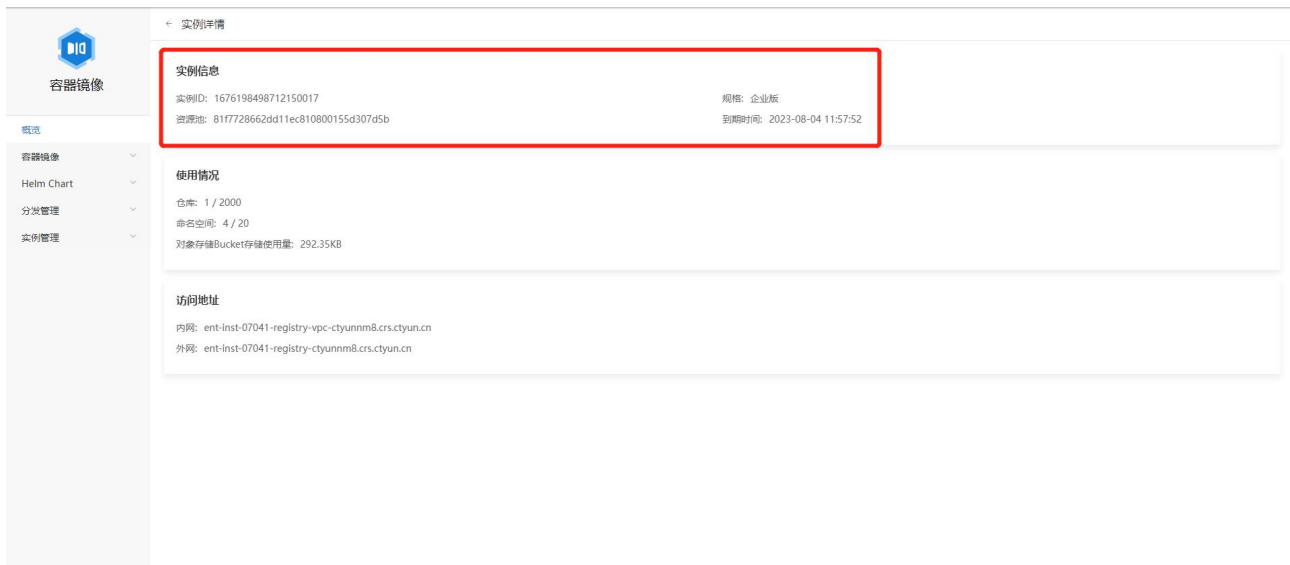 ← 实例详情
容器镜像
概览
容器镜像
Helm Chart
分发管理
实例管理
实例信息
实例ID: 1676198498712150017
规格: 企业版
资源池: 81f7728662dd11ec810800155d307d5b
到期时间: 2023-08-04 11:57:52
使用情况
仓库: 1 / 2000
命名空间: 4 / 20
对象存储Bucket存储使用量: 292.35KB
访问地址
内网: ent-inst-07041-registry-vpc-ctyunnm8.crs.ctyun.cn
外网: ent-inst-07041-registry-ctyunnm8.crs.ctyun.cn